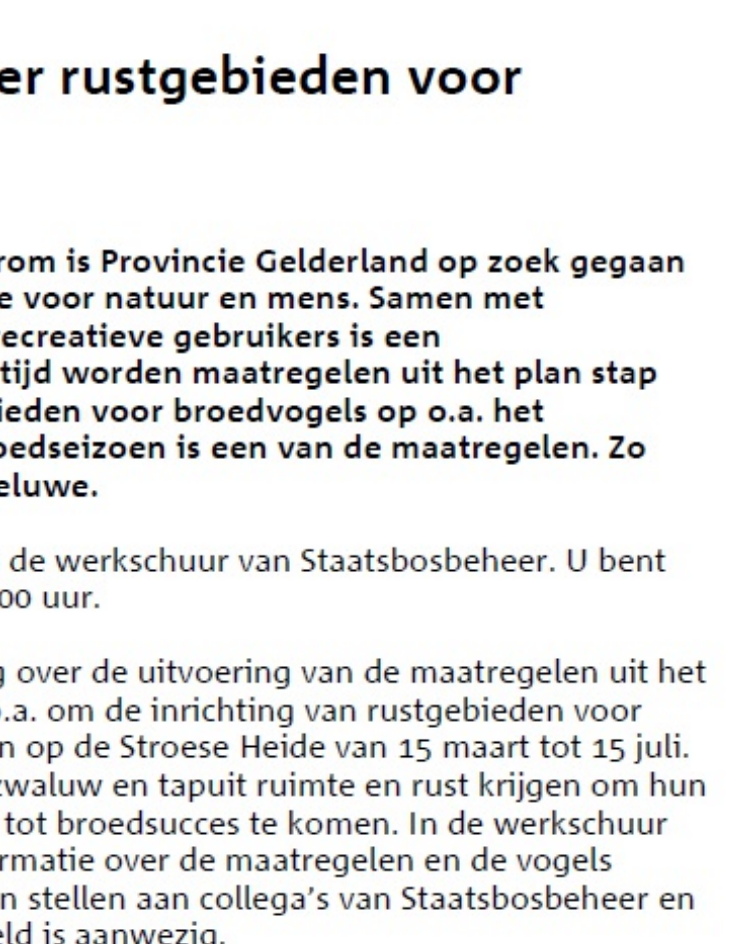 er rustgebieden voor
rom is Provincie Gelderland op zoek gegaan
e voor natuur en mens. Samen met
recreatieve gebruikers is een
tijd worden maatregelen uit het plan stap
ieden voor broedvogels op o.a. het
oedseizoen is een van de maatregelen. Zo
eluwe.
de werkschuur van Staatsbosbeheer. U bent
00 uur.
g over de uitvoering van de maatregelen uit het
o.a. om de inrichting van rustgebieden voor
n op de Stroese Heide van 15 maart tot 15 juli.
zwaluw en tapuit ruimte en rust krijgen om hun
tot broedsucces te komen. In de werkschuur
rmatie over de maatregelen en de vogels
n stellen aan collega's van Staatsbosbeheer en
eld is aanwezig.